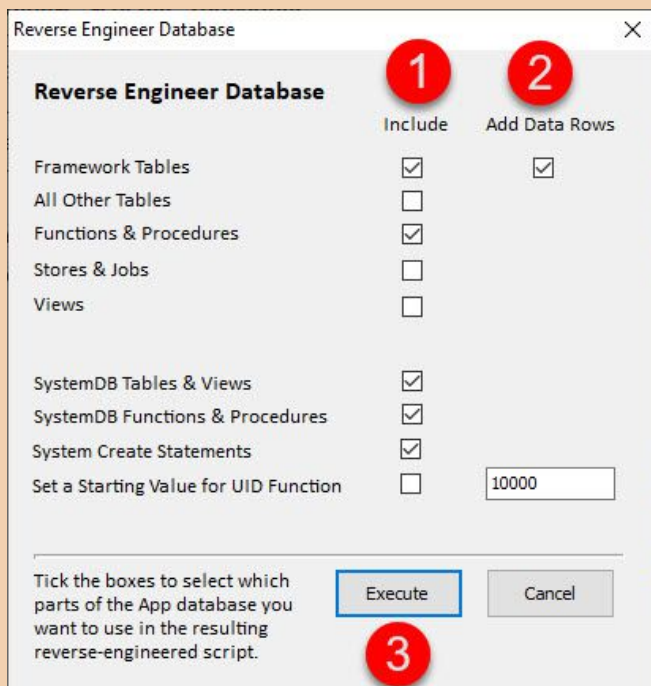 Reverse Engineer Database
1 2
Reverse Engineer Database
Include Add Data Rows
Framework Tables
All Other Tables
Functions & Procedures
Stores & Jobs
Views
SystemDB Tables & Views
SystemDB Functions & Procedures
System Create Statements
Set a Starting Value for UID Function 10000
Tick the boxes to select which
parts of the App database you
want to use in the resulting
reverse-engineered script.
Execute Cancel
3